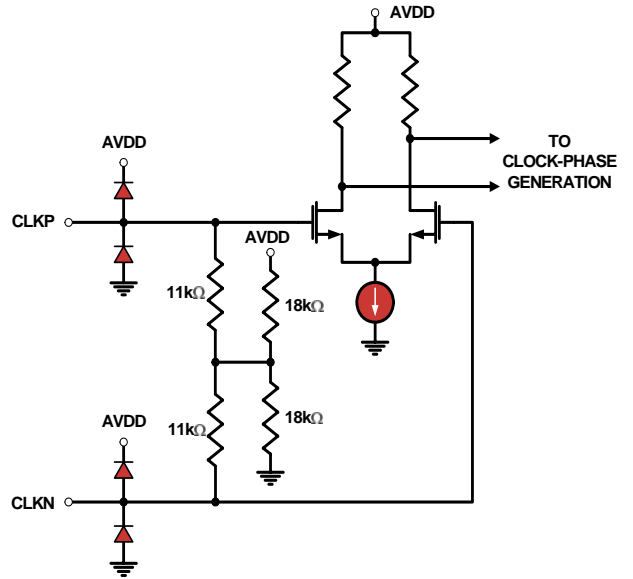 AVDD
AVDD
TO
CLOCK-PHASE
GENERATION
CLKP
AVDD
11kΩ
18kΩ
11kΩ
18kΩ
AVDD
CLKN